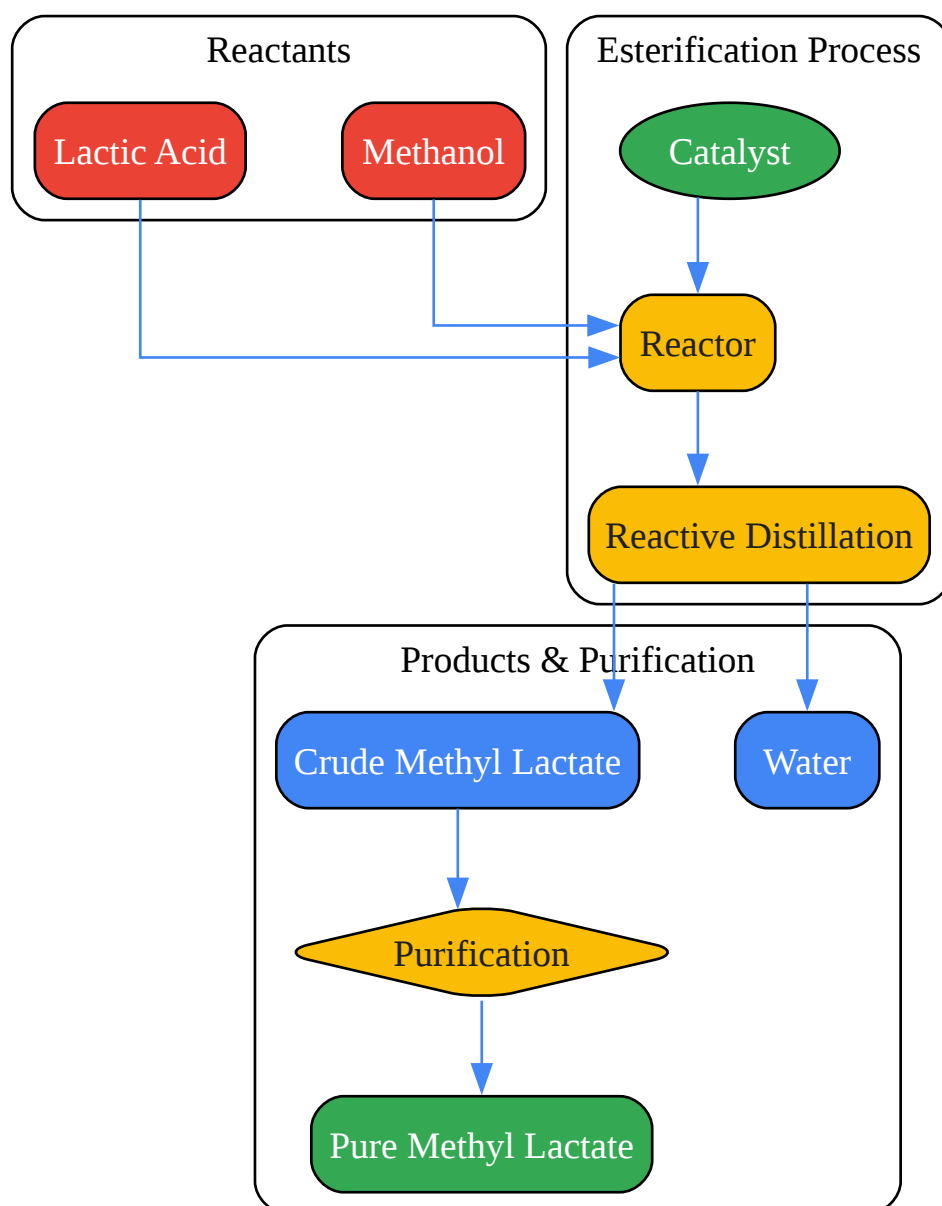 Reactants
Esterification Process
Lactic Acid
Methanol
Catalyst
Reactor
Reactive Distillation
Products & Purification
Crude Methyl Lactate
Water
Purification
Pure Methyl Lactate